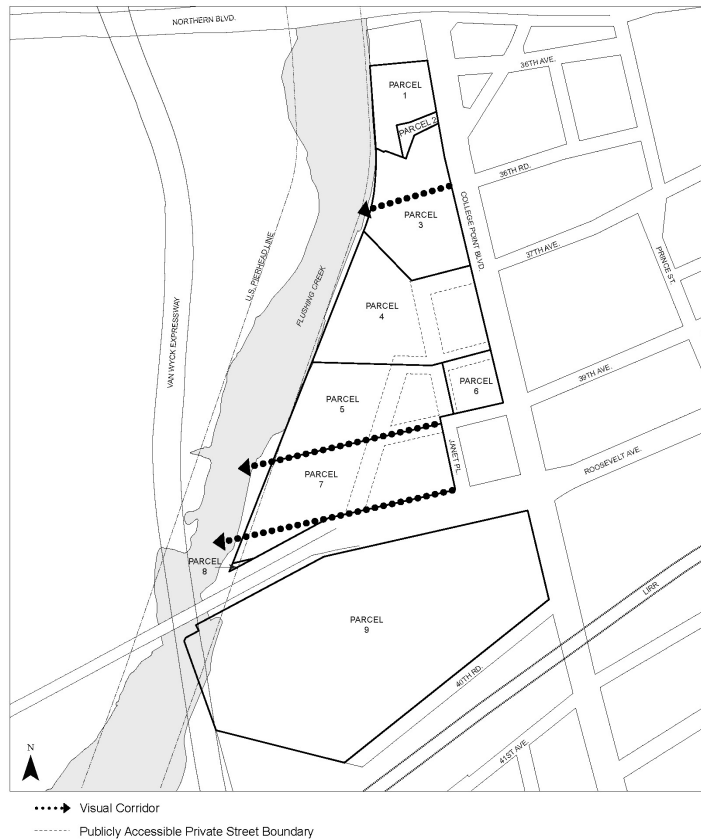 NORTHERN BLVD.
36TH AVE.
PARCEL
1
PARCEL 2
36TH RD.
COLLEGE POINT BLVD.
PARCEL
3
37TH AVE.
PRINCE ST.
U.S. PIERHEAD LINE
FLUSHING CREEK
VAN WYCK EXPRESSWAY
PARCEL
4
PARCEL
6
39TH AVE.
PARCEL
5
JANET PL.
ROOSEVELT AVE.
PARCEL
7
PARCEL
8
LIRR
PARCEL
9
40TH RD.
41ST AVE.
N
Visual Corridor
Publicly Accessible Private Street Boundary